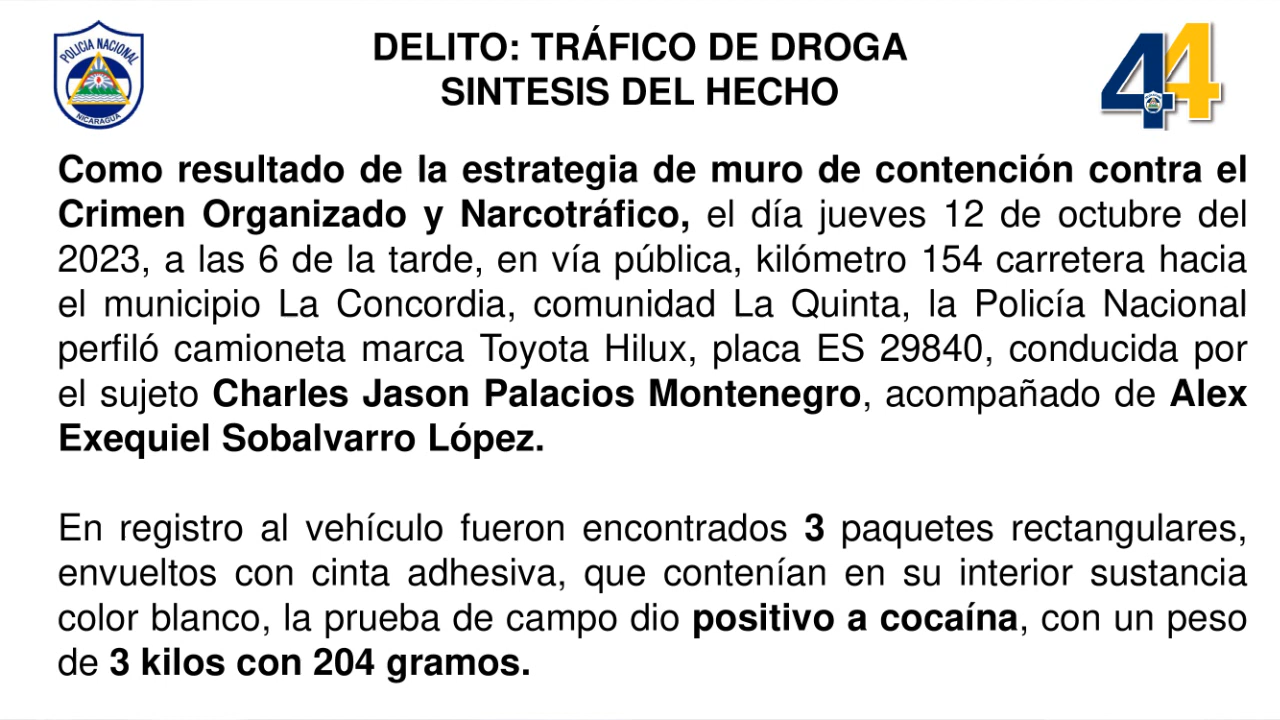 POLICIA NACIONAL
NICARAGUA
DELITO: TRÁFICO DE DROGA
SINTESIS DEL HECHO
44
Como resultado de la estrategia de muro de contención contra el
Crimen Organizado y Narcotráfico, el día jueves 12 de octubre del
2023, a las 6 de la tarde, en vía pública, kilómetro 154 carretera hacia
el municipio La Concordia, comunidad La Quinta, la Policía Nacional
perfiló camioneta marca Toyota Hilux, placa ES 29840, conducida por
el sujeto Charles Jason Palacios Montenegro, acompañado de Alex
Exequiel Sobalvarro López.
En registro al vehículo fueron encontrados 3 paquetes rectangulares,
envueltos con cinta adhesiva, que contenían en su interior sustancia
color blanco, la prueba de campo dio positivo a cocaína, con un peso
de 3 kilos con 204 gramos.